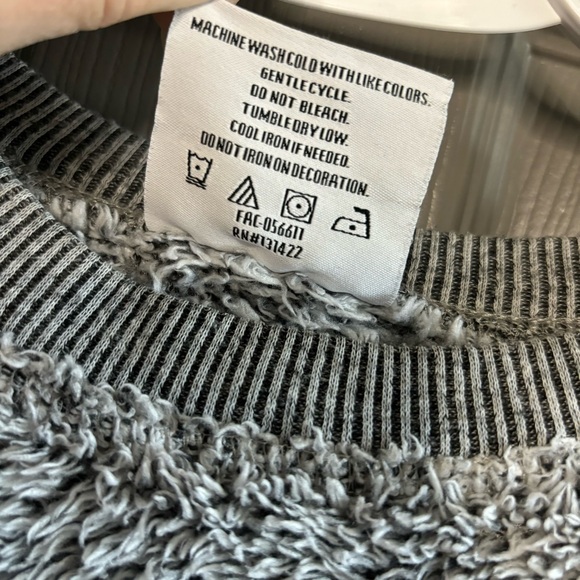 MACHINE WASH COLD WITH LIKE COLORS.
GENTLE CYCLE.
DO NOT BLEACH.
TUMBLE DRY LOW.
COOL IRON IF NEEDED.
DO NOT IRON ON DECORATION.
FAC-056611
RN#131422